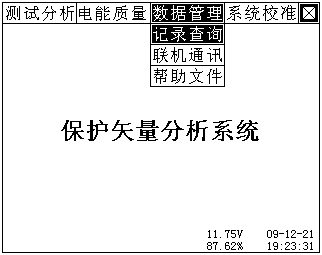 测试分析 电能质量 数据管理 系统校准
记录查询
联机通讯
帮助文件
保护矢量分析系统
11.75V 09-12-21
87.62% 19:23:31